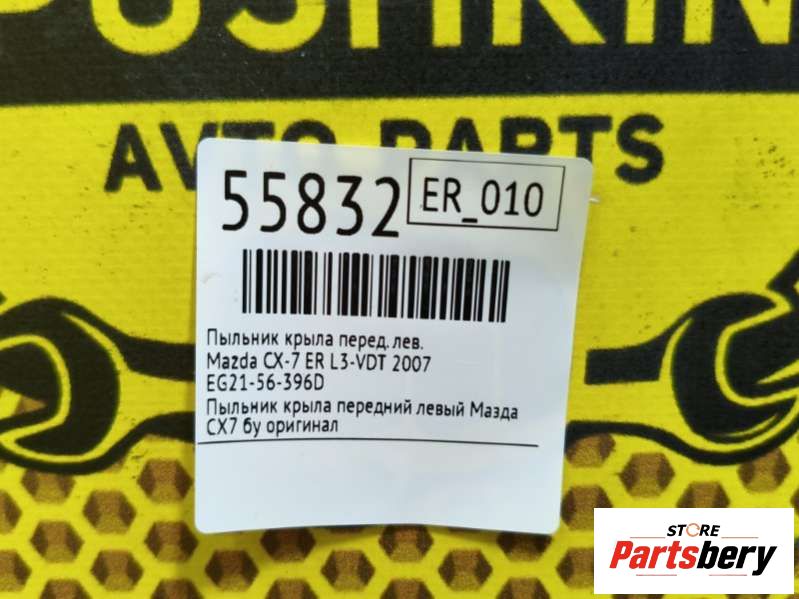 PUSHKIN
AVTO PARTS
55832
ER_010
Пыльник крыла перед. лев.
Mazda CX-7 ER L3-VDT 2007
EG21-56-396D
Пыльник крыла передний левый Мазда
CX7 бу оригинал
STORE
Partsbery